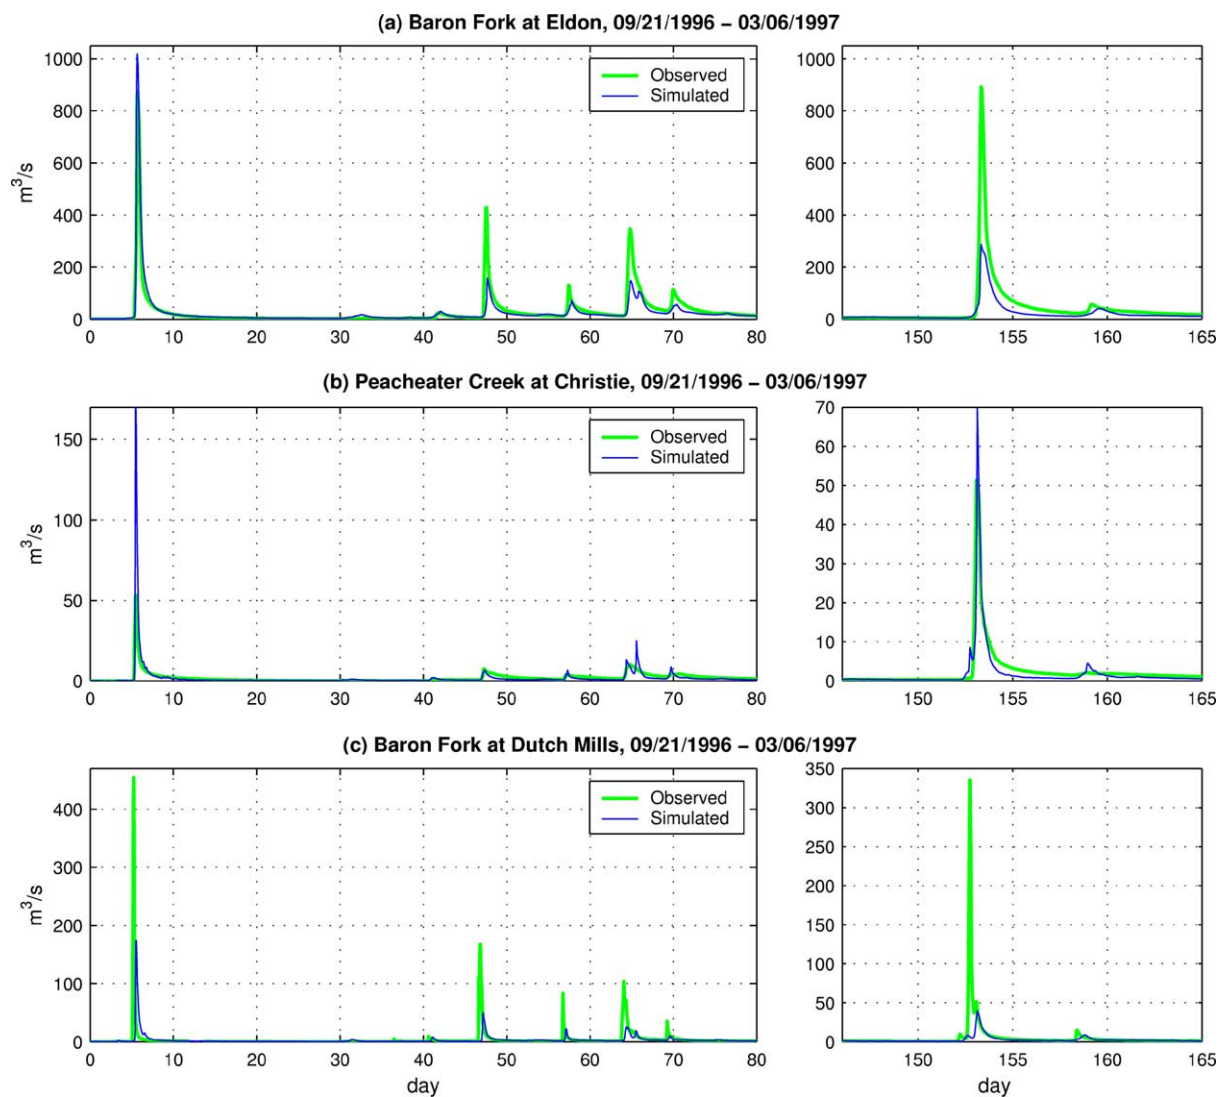 (a) Baron Fork at Eldon, 09/21/1996 – 03/06/1997
1000
800
600
400
200
0
m³/s
0 10 20 30 40 50 60 70 80
Observed
Simulated
1000
800
600
400
200
0
150 155 160 165
(b) Peacheater Creek at Christie, 09/21/1996 – 03/06/1997
150
100
50
0
m³/s
0 10 20 30 40 50 60 70 80
Observed
Simulated
70
60
50
40
30
20
10
0
150 155 160 165
(c) Baron Fork at Dutch Mills, 09/21/1996 – 03/06/1997
400
300
200
100
0
m³/s
0 10 20 30 40 50 60 70 80
day
Observed
Simulated
350
300
250
200
150
100
50
0
150 155 160 165
day